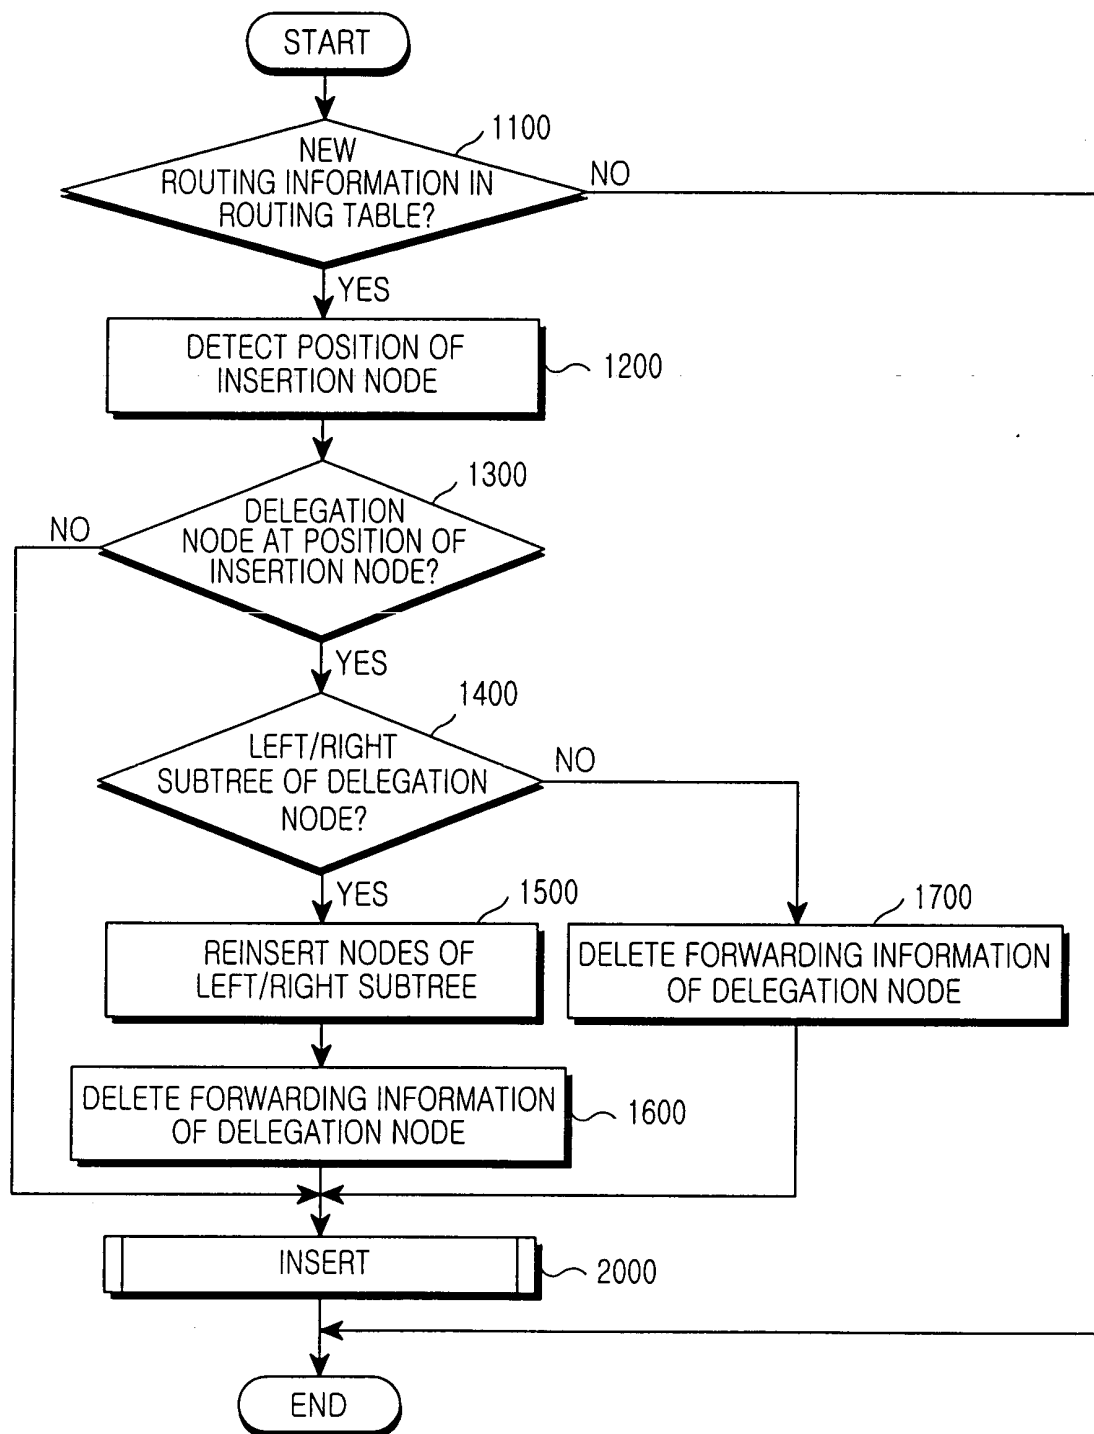 START
1100
NEW
ROUTING INFORMATION IN
ROUTING TABLE?
NO
YES
DETECT POSITION OF
INSERTION NODE
1200
1300
DELEGATION
NODE AT POSITION OF
INSERTION NODE?
NO
YES
1400
LEFT/RIGHT
SUBTREE OF DELEGATION
NODE?
NO
YES
1500
REINSERT NODES OF
LEFT/RIGHT SUBTREE
1700
DELETE FORWARDING INFORMATION
OF DELEGATION NODE
DELETE FORWARDING INFORMATION
OF DELEGATION NODE
1600
INSERT
2000
END